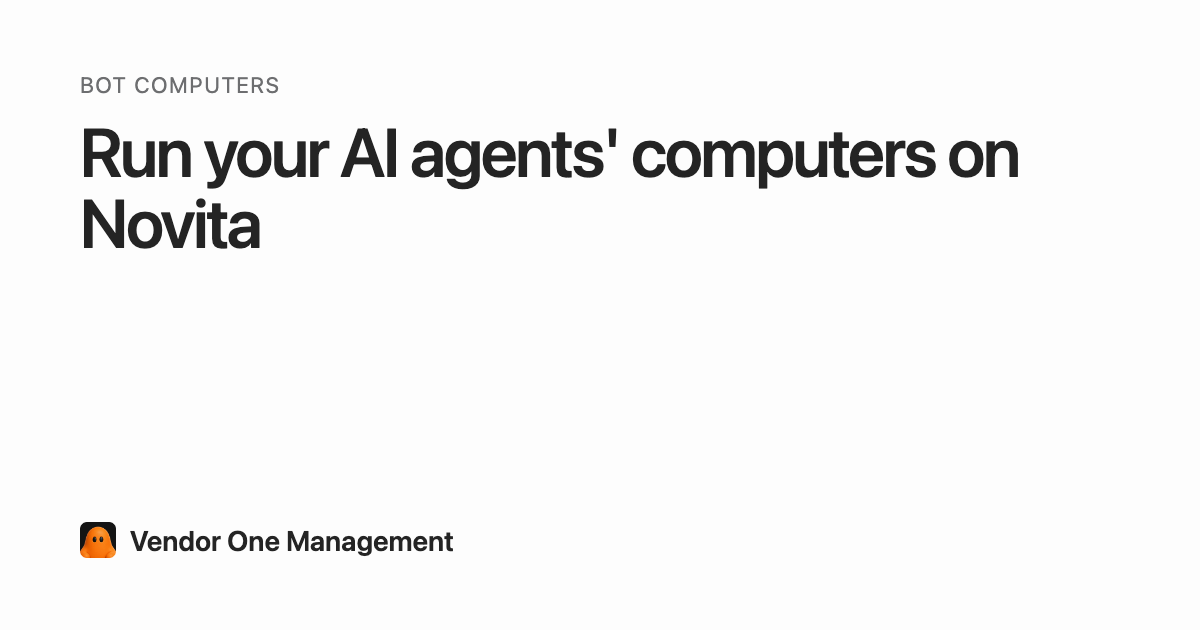 BOT COMPUTERS
Run your AI agents' computers on
Novita
Vendor One Management